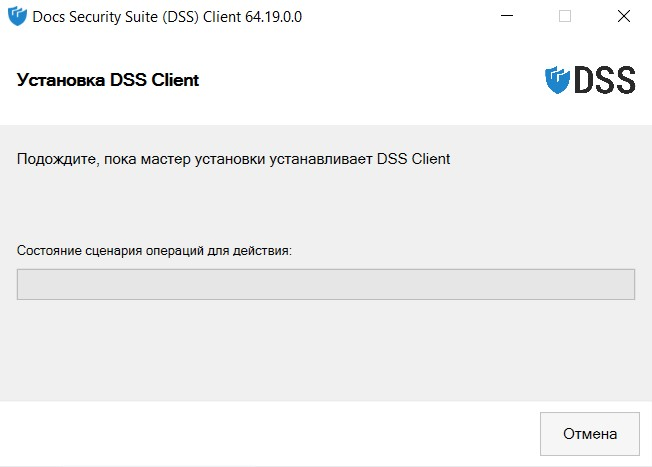 Docs Security Suite (DSS) Client 64.19.0.0
Установка DSS Client
DSS
Подождите, пока мастер установки устанавливает DSS Client
Состояние сценария операций для действия:
Отмена